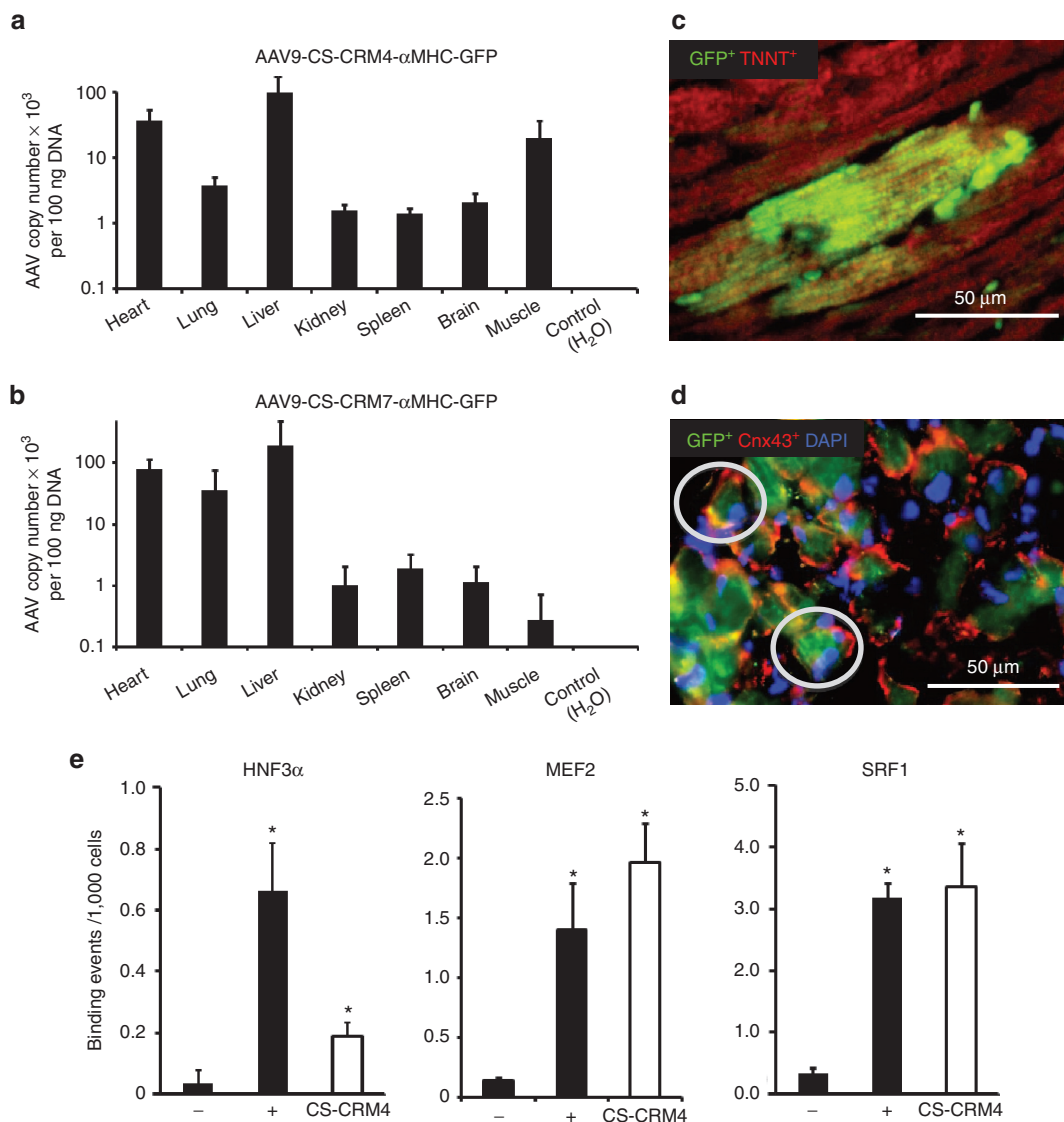 a
AAV9-CS-CRM4-αMHC-GFP
AAV copy number × 10³
per 100 ng DNA
100
10
1
0.1
Heart
Lung
Liver
Kidney
Spleen
Brain
Muscle
Control
(H₂O)
b
AAV9-CS-CRM7-αMHC-GFP
AAV copy number × 10³
per 100 ng DNA
100
10
1
0.1
Heart
Lung
Liver
Kidney
Spleen
Brain
Muscle
Control
(H₂O)
c
GFP⁺ TNNT⁺
50 μm
d
GFP⁺ Cnx43⁺ DAPI
50 μm
e
HNF3α
Binding events /1,000 cells
1.0
0.8
0.6
0.4
0.2
0
*
*
– + CS-CRM4
MEF2
2.5
2.0
1.5
1.0
0.5
0
*
*
– + CS-CRM4
SRF1
5.0
4.0
3.0
2.0
1.0
0.0
*
*
– + CS-CRM4